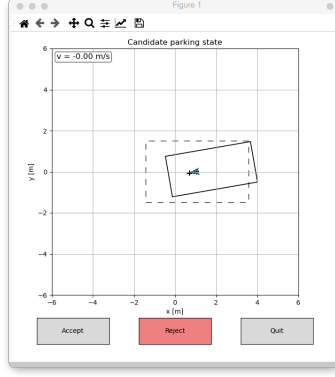 Figure 1
Candidate parking state
v = -0.00 m/s
y [m]
6
4
2
0
−2
−4
−6
−6 −4 −2 0 2 4 6
x [m]
Accept Reject Quit